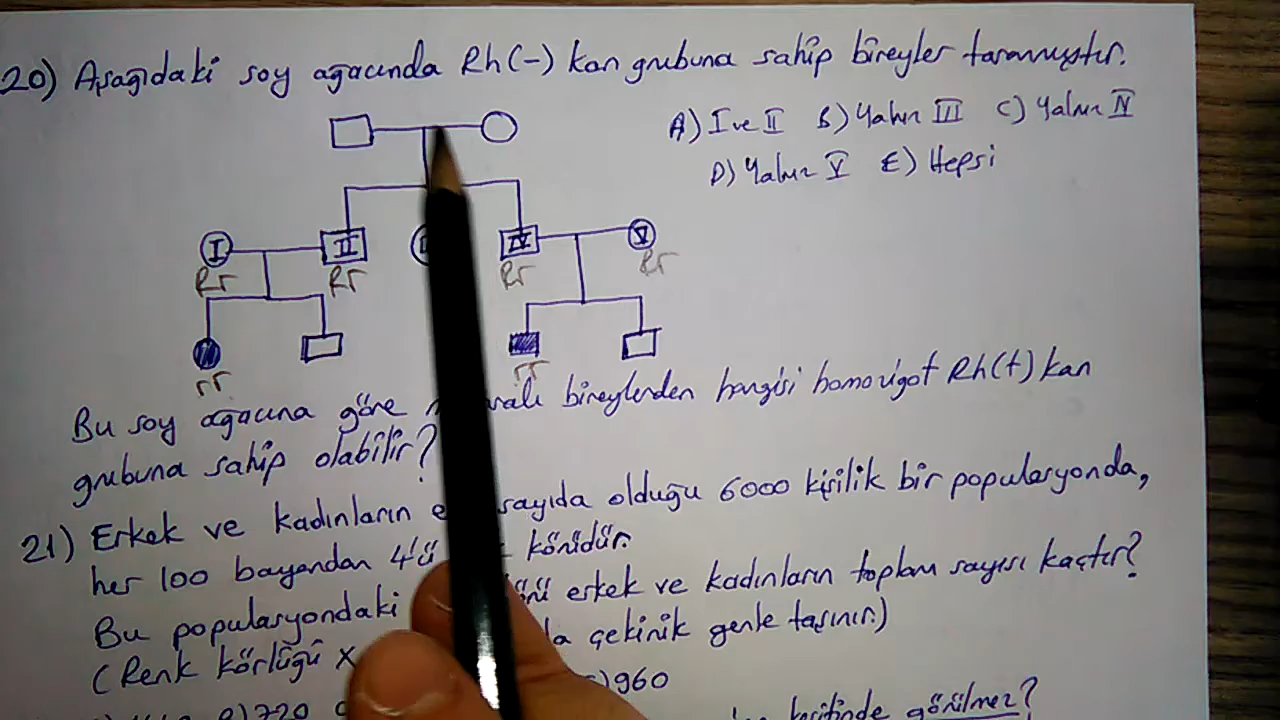 20) Aşağıdaki soy ağacında Rh(-) kan grubuna sahip bireyler taranmıştır.
A) I ve II B) Yalnız III C) Yalnız IV
D) Yalnız V E) Hepsi
I II IV V
Rr Rr Rr Rr
rr rr
Bu soy ağacına göre bireylerden hangisi homozigot Rh(+) kan
grubuna sahip olabilir?
21) Erkek ve kadınların sayıda olduğu 6000 kişilik bir populasyonda,
her 100 bayandan 4'ü körüdür.
Bu populasyondaki erkek ve kadınların toplam sayısı kaçtır?
(Renk körlüğü X çekinik genle taşınır.)
B) 720 960
görülmez?